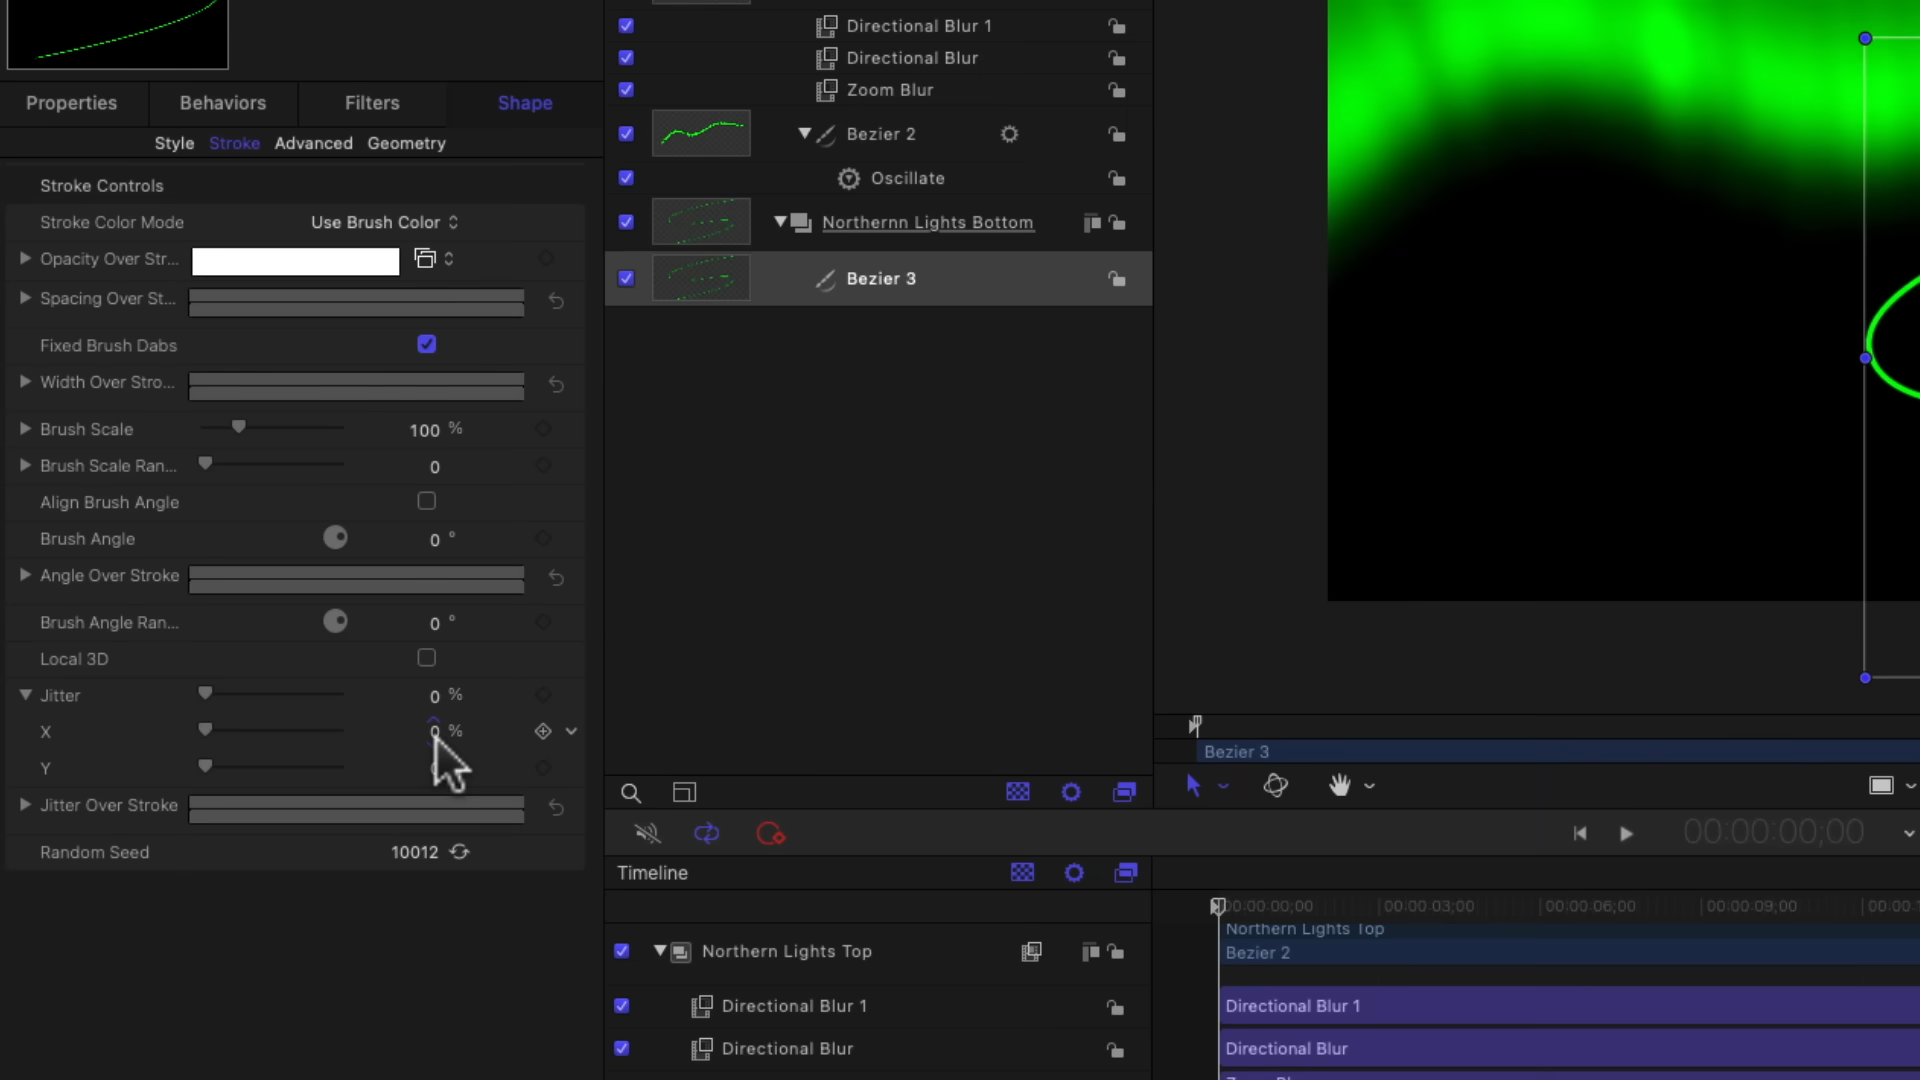 Properties
Behaviors
Filters
Shape
Style
Stroke
Advanced
Geometry
Stroke Controls
Stroke Color Mode
Use Brush Color
Opacity Over Str...
Spacing Over St...
Fixed Brush Dabs
Width Over Stro...
Brush Scale
100 %
Brush Scale Ran...
0
Align Brush Angle
Brush Angle
0 °
Angle Over Stroke
Brush Angle Ran...
0 °
Local 3D
Jitter
0 %
X
0 %
Y
Jitter Over Stroke
Random Seed
10012
Directional Blur 1
Directional Blur
Zoom Blur
Bezier 2
Oscillate
Northernn Lights Bottom
Bezier 3
Bezier 3
00:00:00;00
Timeline
00:00:00;00
00:00:03;00
00:00:06;00
00:00:09;00
Northern Lights Top
Northern Lights Top
Bezier 2
Directional Blur 1
Directional Blur 1
Directional Blur
Directional Blur